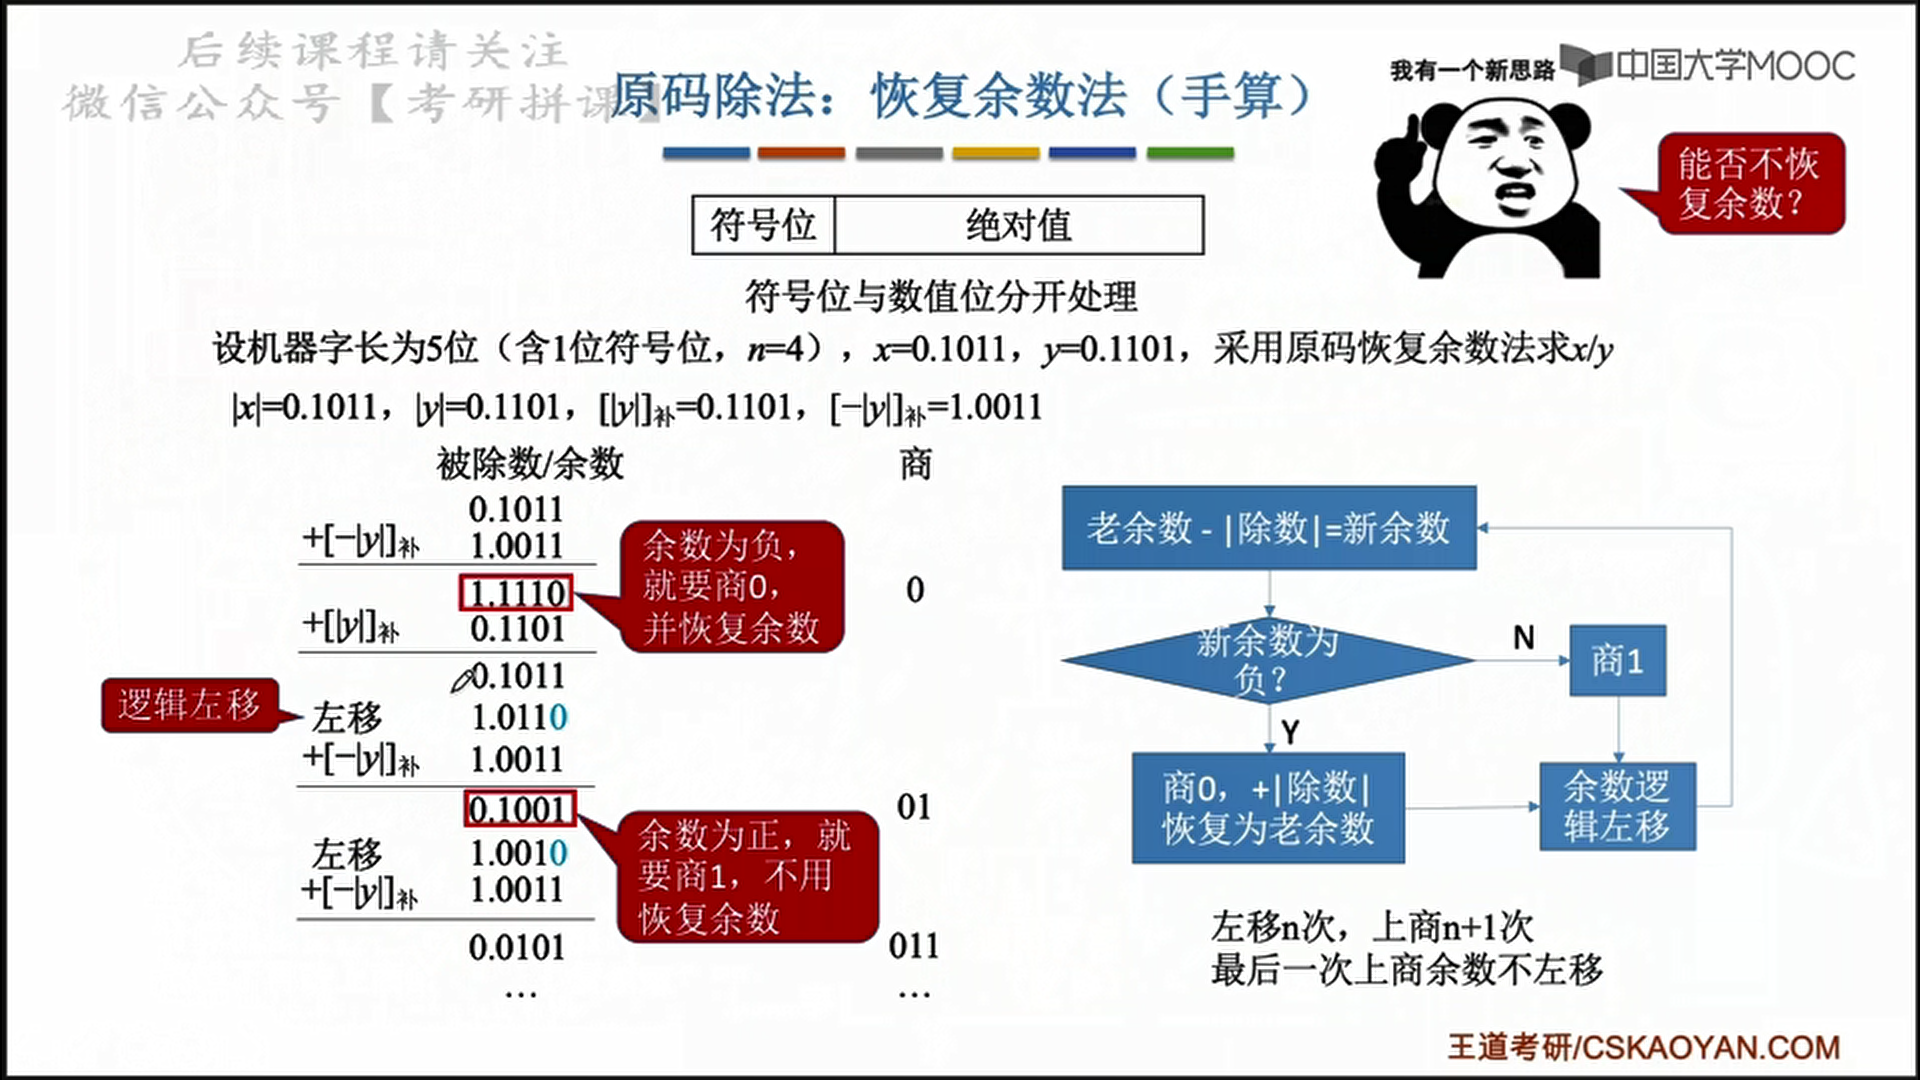 后续课程请关注
微信公众号【考研拼课】
原码除法：恢复余数法（手算）
我有一个新思路
中国大学MOOC
能否不恢
复余数？
符号位 绝对值
符号位与数值位分开处理
设机器字长为5位（含1位符号位，n=4），x=0.1011，y=0.1101，采用原码恢复余数法求x/y
|x|=0.1011，|y|=0.1101，[|y|]补=0.1101，[−|y|]补=1.0011
被除数/余数 商
0.1011
+[−|y|]补 1.0011
1.1110 0
+[|y|]补 0.1101
0.1011
左移 1.0110
+[−|y|]补 1.0011
0.1001 01
左移 1.0010
+[−|y|]补 1.0011
0.0101 011
… …
余数为负，
就要商0，
并恢复余数
逻辑左移
余数为正，就
要商1，不用
恢复余数
老余数 - |除数|=新余数
新余数为
负？
N
商1
Y
商0，+|除数|
恢复为老余数
余数逻
辑左移
左移n次，上商n+1次
最后一次上商余数不左移
王道考研/CSKAOYAN.COM